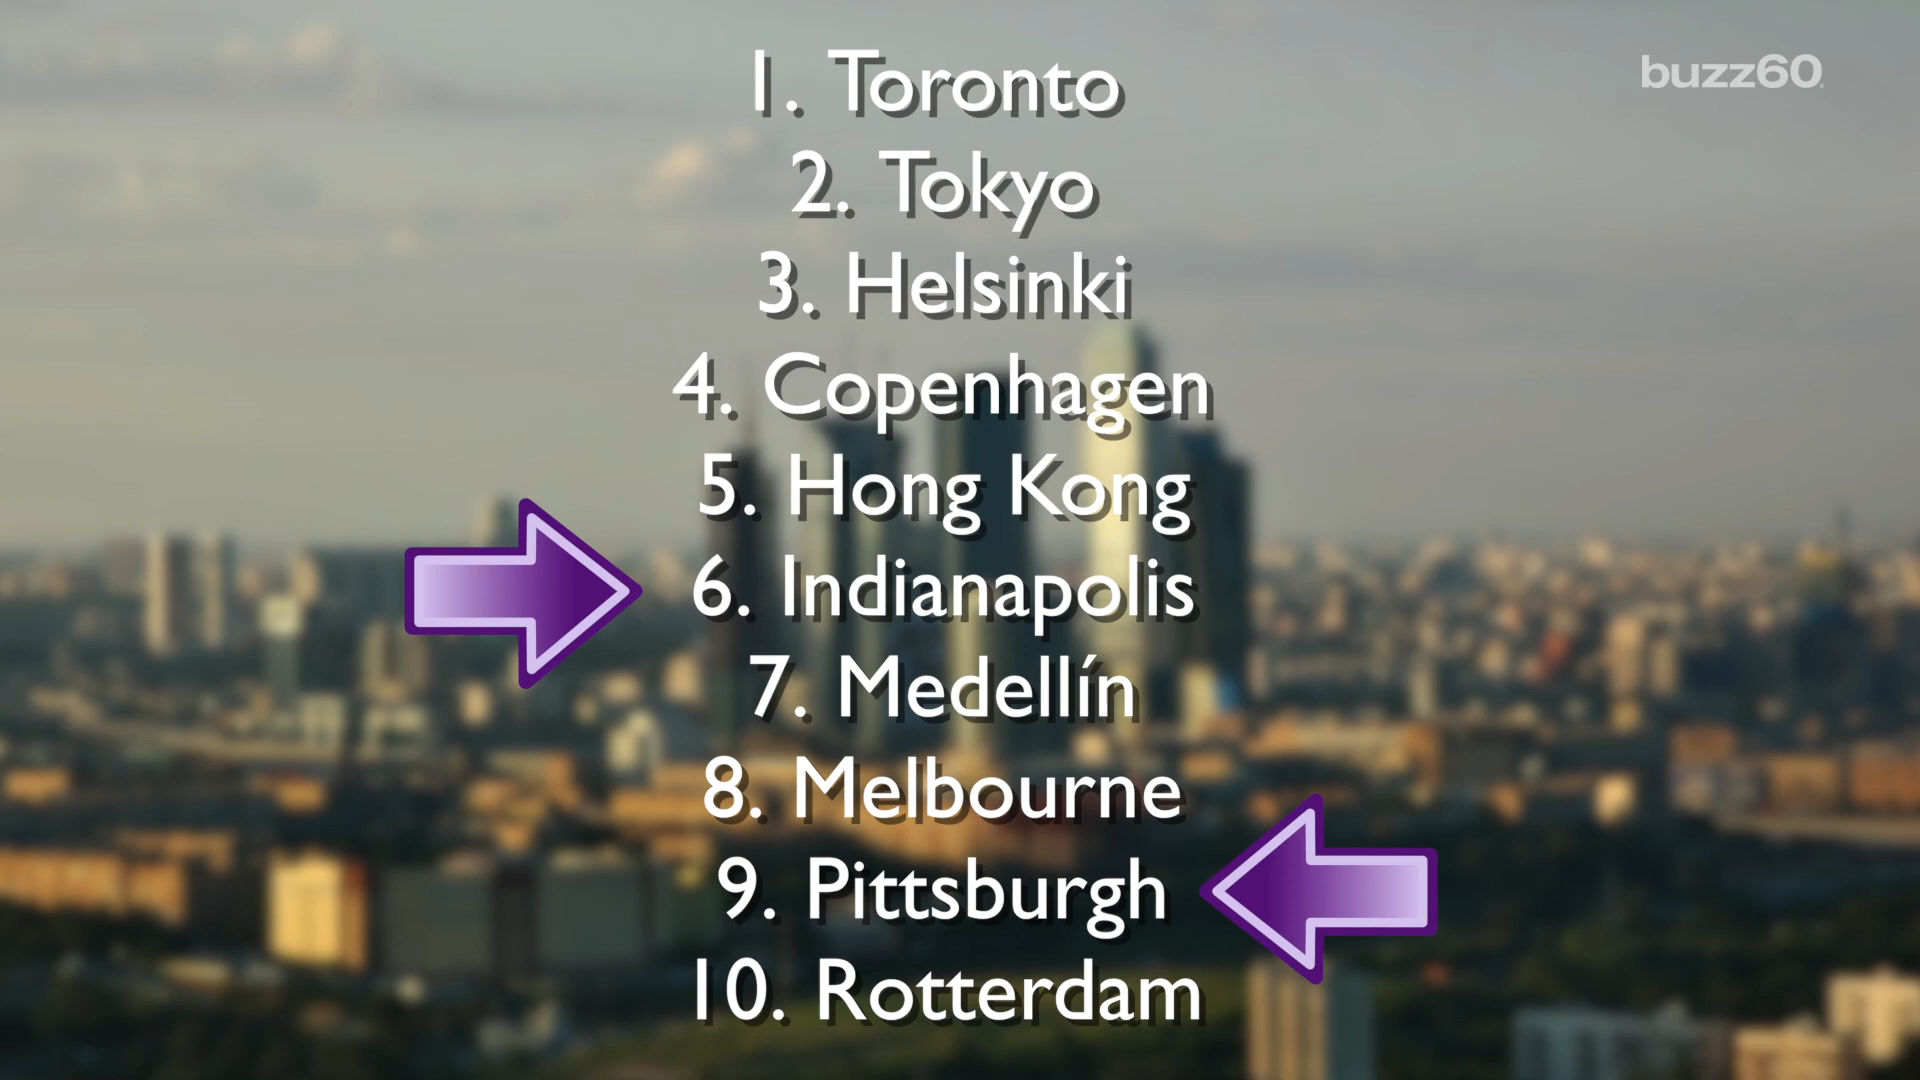 1. Toronto
buzz60
2. Tokyo
3. Helsinki
4. Copenhagen
5. Hong Kong
6. Indianapolis
7. Medellín
8. Melbourne
9. Pittsburgh
10. Rotterdam